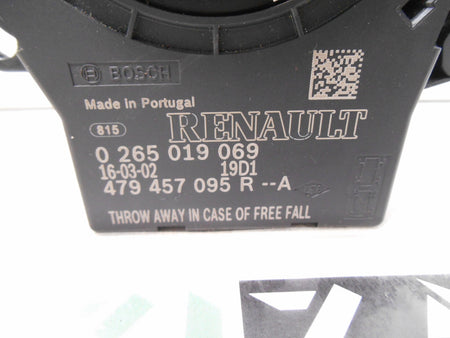 BOSCH
Made in Portugal
815 RENAULT
0 265 019 069
16-03-02 19D1
479 457 095 R --A
THROW AWAY IN CASE OF FREE FALL